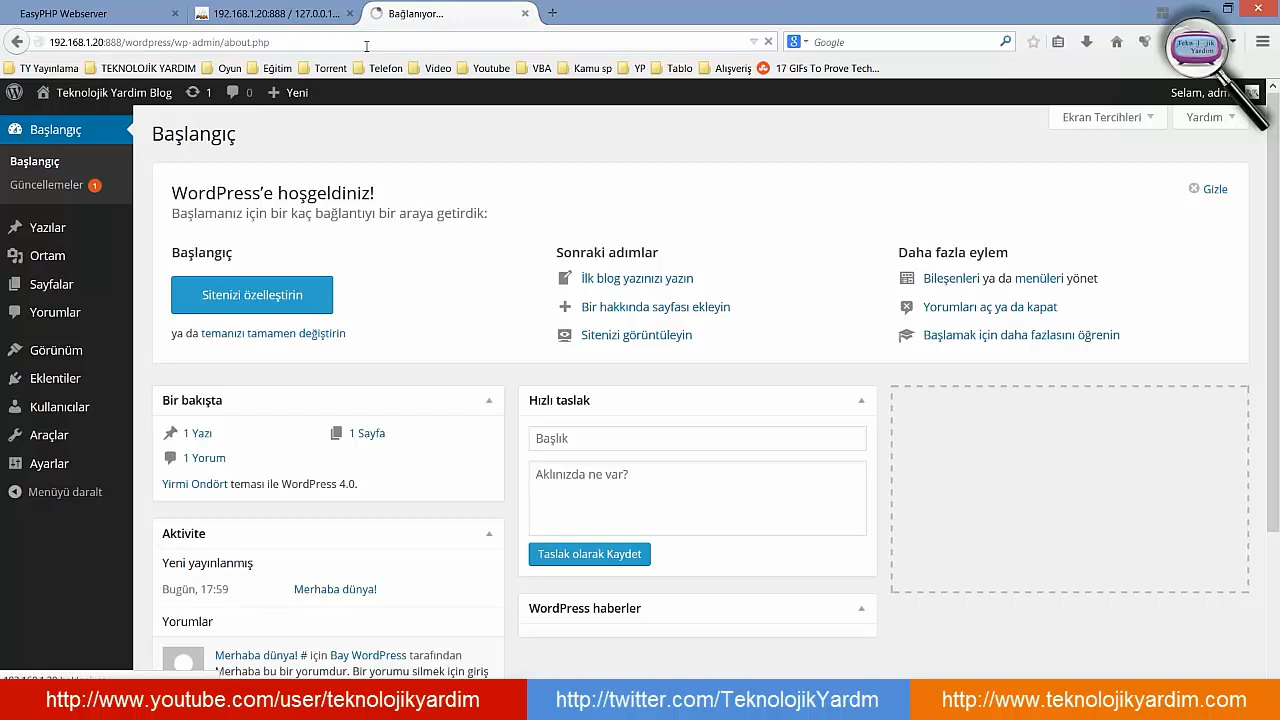 EasyPHP Webserver
192.168.1.20:888 / 127.0.0.1...
Bağlanıyor...
192.168.1.20:888/wordpress/wp-admin/about.php
Google
TY Yayınlama
TEKNOLOJİK YARDIM
Oyun
Eğitim
Torrent
Telefon
Video
Youtube
VBA
Kamu sp
YP
Tablo
Alışveriş
17 GIFs To Prove Tech...
Teknolojik
Yardım
Teknolojik Yardım Blog
1
0
Yeni
Selam,
Başlangıç
Başlangıç
Güncellemeler 1
Yazılar
Ortam
Sayfalar
Yorumlar
Görünüm
Eklentiler
Kullanıcılar
Araçlar
Ayarlar
Menüyü daralt
Başlangıç
Ekran Tercihleri
Yardım
WordPress'e hoşgeldiniz!
Gizle
Başlamanız için bir kaç bağlantıyı bir araya getirdik:
Başlangıç
Sitenizi özelleştirin
ya da temanızı tamamen değiştirin
Sonraki adımlar
İlk blog yazınızı yazın
Bir hakkında sayfası ekleyin
Sitenizi görüntüleyin
Daha fazla eylem
Bileşenleri ya da menüleri yönet
Yorumları aç ya da kapat
Başlamak için daha fazlasını öğrenin
Bir bakışta
1 Yazı
1 Sayfa
1 Yorum
Yirmi Ondört teması ile WordPress 4.0.
Aktivite
Yeni yayınlanmış
Bugün, 17:59
Merhaba dünya!
Yorumlar
Merhaba dünya! # için Bay WordPress tarafından
Merhaba bu bir yorumdur. Bir yorumu silmek için giriş
Hızlı taslak
Başlık
Aklınızda ne var?
Taslak olarak Kaydet
WordPress haberler
http://www.youtube.com/user/teknolojikyardim
http://twitter.com/TeknolojikYardm
http://www.teknolojikyardim.com